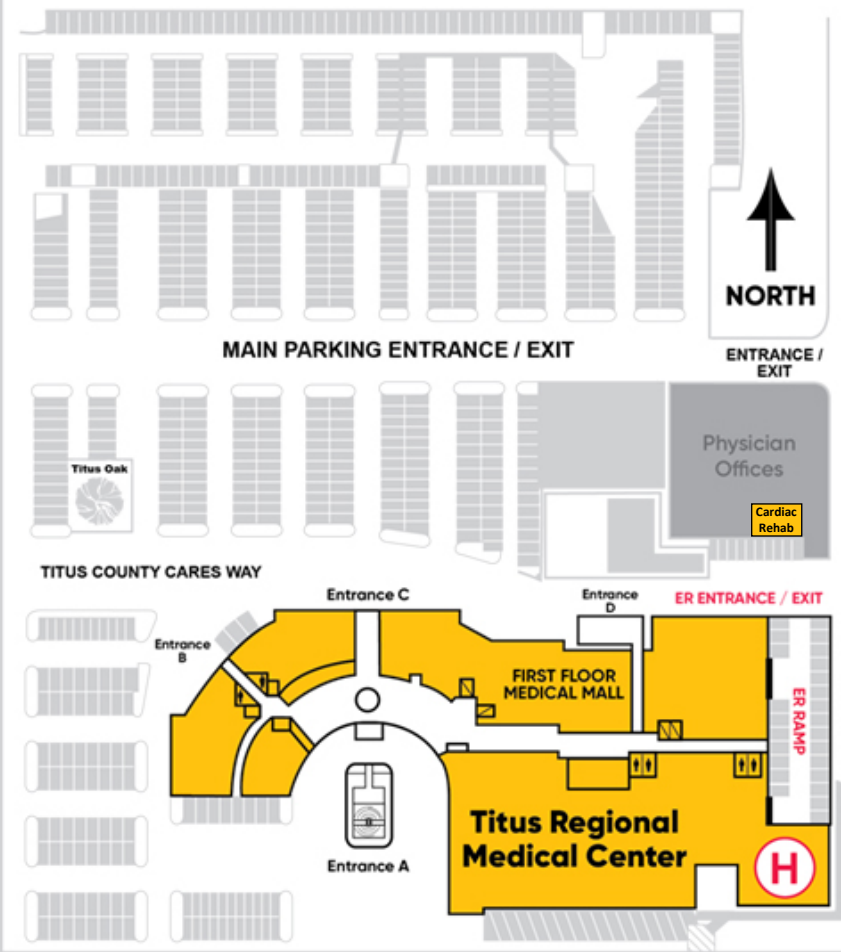 NORTH
MAIN PARKING ENTRANCE / EXIT
ENTRANCE /
EXIT
Physician
Offices
Titus Oak
Cardiac
Rehab
TITUS COUNTY CARES WAY
Entrance C
Entrance
D
ER ENTRANCE / EXIT
Entrance
B
FIRST FLOOR
MEDICAL MALL
ER RAMP
Titus Regional
Medical Center
H
Entrance A